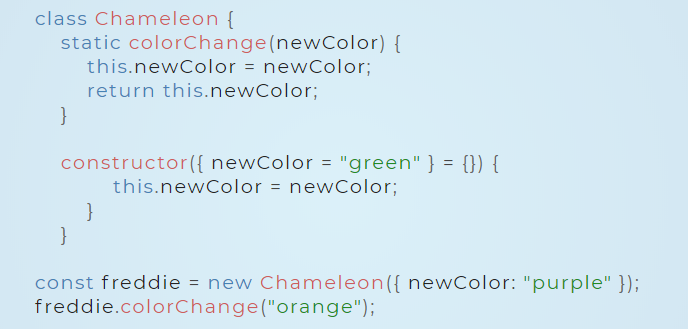 class Chameleon {
static colorChange(newColor) {
this.newColor = newColor;
return this.newColor;
}
constructor({ newColor = "green" } = {}) {
this.newColor = newColor;
}
}
const freddie = new Chameleon({ newColor: "purple" });
freddie.colorChange("orange");